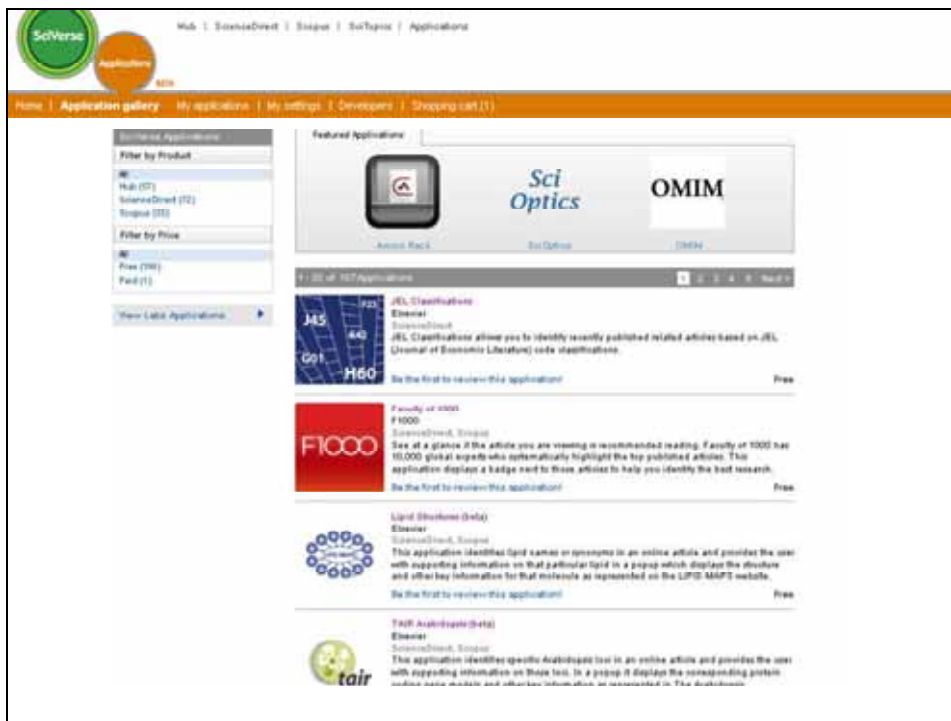 SciVerse
Hub | ScienceDirect | Scopus | SciTopics | Applications
Applications
BETA
Home | Application gallery My applications | My settings | Developers | Shopping cart (1)
SciVerse Applications
Filter by Product
All
Hub
ScienceDirect
Scopus
Filter by Price
All
Free
Paid (1)
View Labs Applications
Featured Applications
Sci
Optics
OMIM
SciOptics
OMIM
Applications
1 2 3 4 5 Next
J45
G01
H60
JEL Classifications
Elsevier
ScienceDirect
JEL Classifications allows you to identify recently published related articles based on JEL
(Journal of Economic Literature) code classifications.
Be the first to review this application! Free
F1000
Faculty of 1000
F1000
ScienceDirect, Scopus
See at a glance if the article you are viewing is recommended reading. Faculty of 1000 has
10,000 global experts who systematically highlight the top published articles. This
application displays a badge next to those articles to help you identify the best research.
Be the first to review this application! Free
Lipid Structures (beta)
Elsevier
ScienceDirect, Scopus
This application identifies lipid names or synonyms in an online article and provides the user
with supporting information on that particular lipid in a popup which displays the structure
and other key information for that molecule as represented on the LIPID MAPS website.
Be the first to review this application! Free
tair
TAIR Arabidopsis (beta)
Elsevier
ScienceDirect, Scopus
This application identifies specific Arabidopsis loci in an online article and provides the user
with supporting information on those loci. In a popup it displays the corresponding protein
coding gene models and other key information as represented in The Arabidopsis